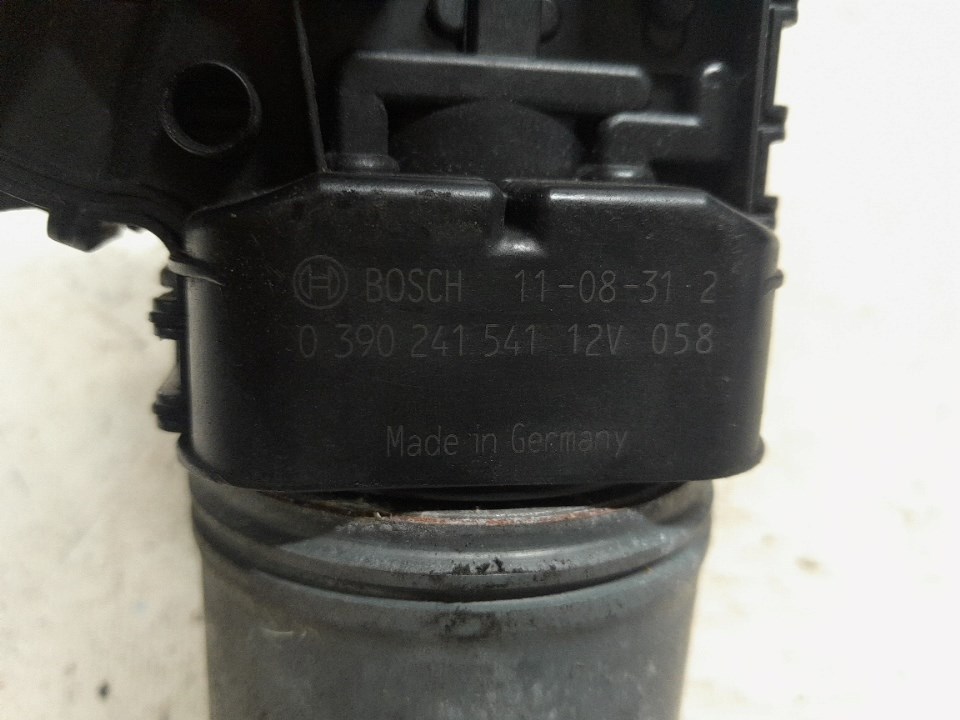 BOSCH 11-08-31-2
0 390 241 541 12V 058
Made in Germany